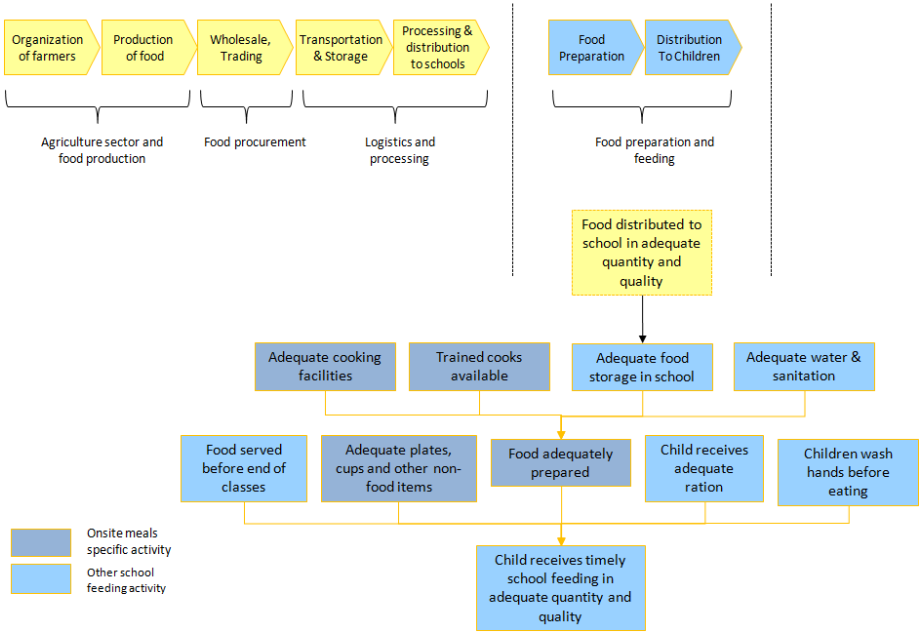 Organization
of farmers
Production
of food
Wholesale,
Trading
Transportation
& Storage
Processing &
distribution
to schools
Food
Preparation
Distribution
To Children
Agriculture sector and
food production
Food procurement
Logistics and
processing
Food preparation and
feeding
Food distributed to
school in adequate
quantity and
quality
Adequate cooking
facilities
Trained cooks
available
Adequate food
storage in school
Adequate water &
sanitation
Food served
before end of
classes
Adequate plates,
cups and other non-
food items
Food adequately
prepared
Child receives
adequate
ration
Children wash
hands before
eating
Onsite meals
specific activity
Other school
feeding activity
Child receives timely
school feeding in
adequate quantity and
quality